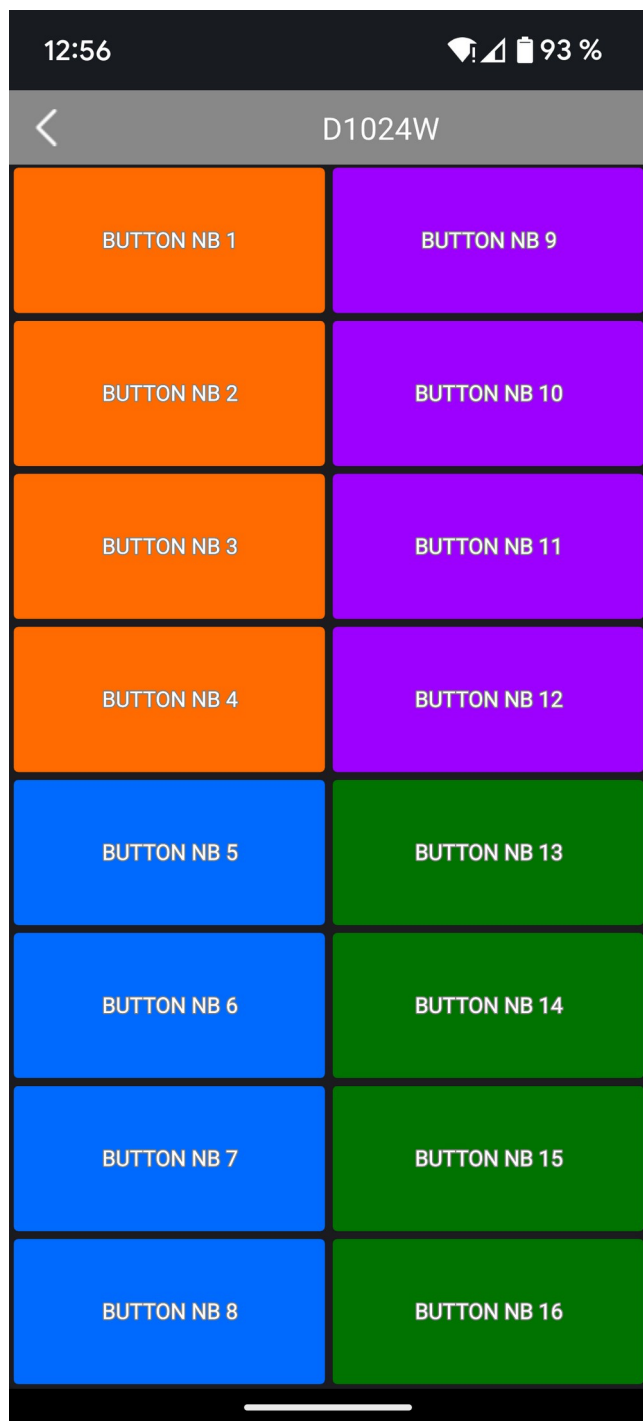 12:56 93 %
D1024W
BUTTON NB 1 BUTTON NB 9
BUTTON NB 2 BUTTON NB 10
BUTTON NB 3 BUTTON NB 11
BUTTON NB 4 BUTTON NB 12
BUTTON NB 5 BUTTON NB 13
BUTTON NB 6 BUTTON NB 14
BUTTON NB 7 BUTTON NB 15
BUTTON NB 8 BUTTON NB 16